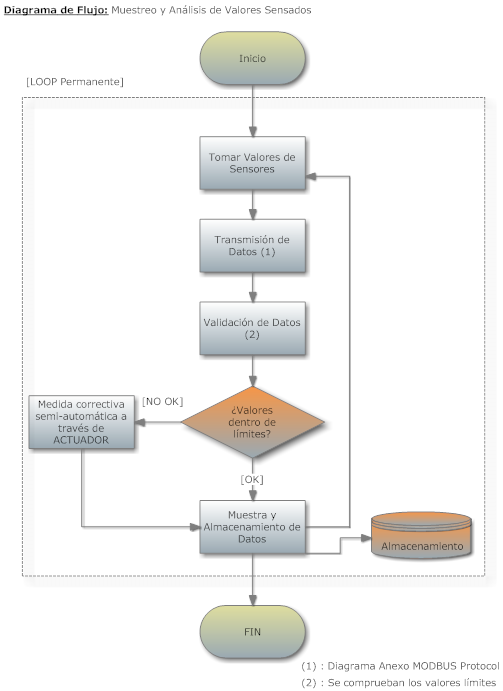 Diagrama de Flujo: Muestreo y Análisis de Valores Sensados
Inicio
[LOOP Permanente]
Tomar Valores de
Sensores
Transmisión de
Datos (1)
Validación de Datos
(2)
¿Valores
dentro de
límites?
[NO OK]
Medida correctiva
semi-automática a
través de
ACTUADOR
[OK]
Muestra y
Almacenamiento de
Datos
Almacenamiento
FIN
(1) : Diagrama Anexo MODBUS Protocol
(2) : Se comprueban los valores límites